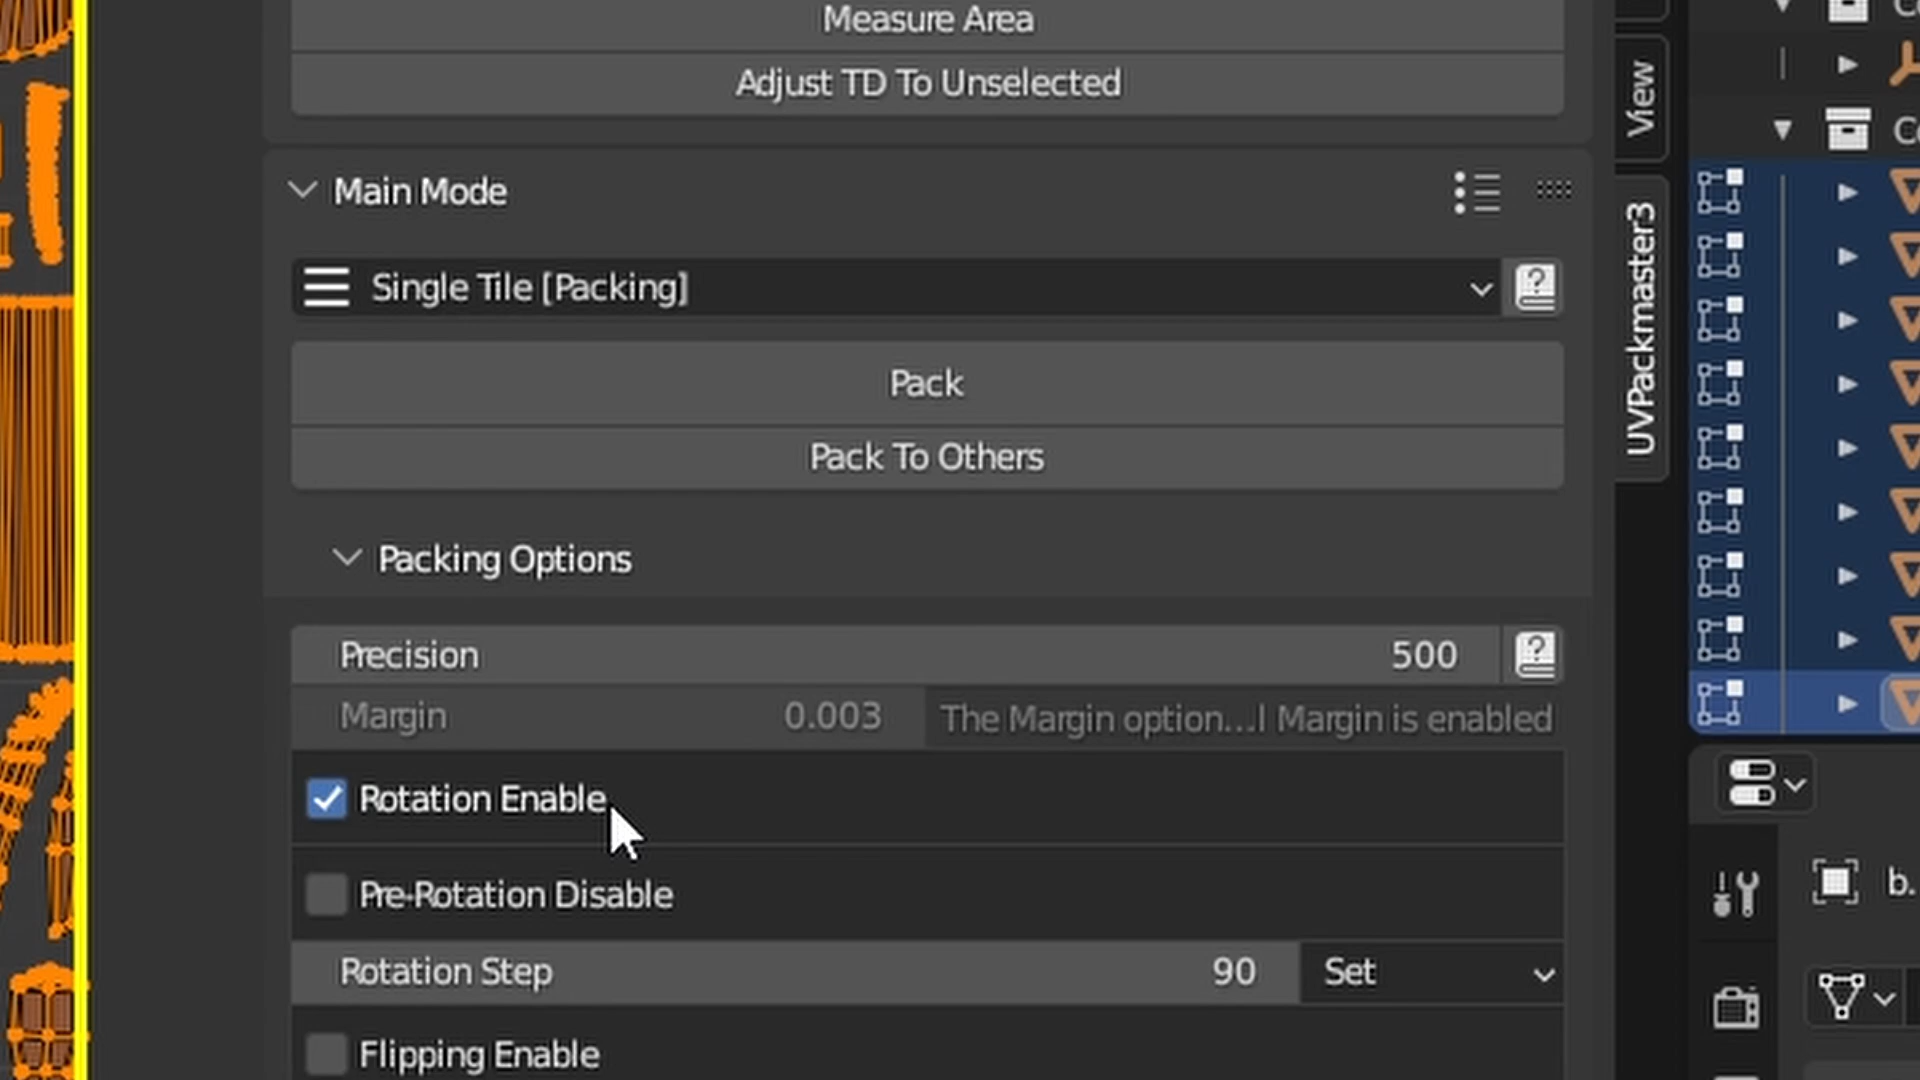 Measure Area
Adjust TD To Unselected
Main Mode
Single Tile [Packing]
Pack
Pack To Others
Packing Options
Precision 500
Margin 0.003 The Margin option...l Margin is enabled
Rotation Enable
Pre-Rotation Disable
Rotation Step 90 Set
Flipping Enable
View
UVPackmaster3
b.